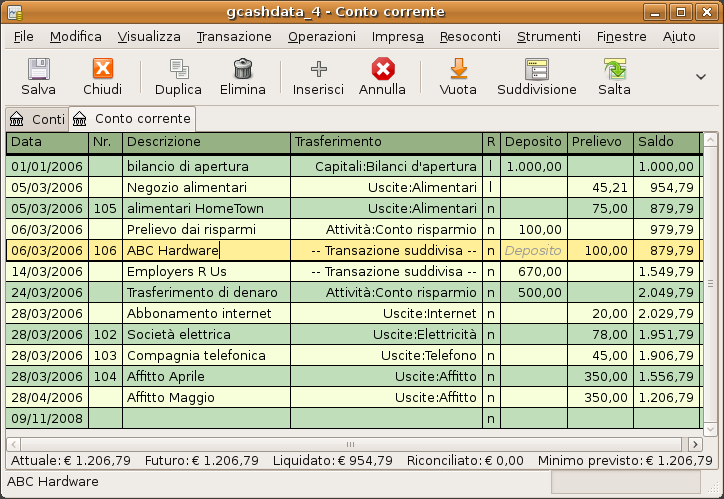 gcashdata_4 - Conto corrente
File Modifica Visualizza Transazione Operazioni Impresa Resoconti Strumenti Finestre Aiuto
Salva Chiudi Duplica Elimina Inserisci Annulla Vuota Suddivisione Salta
Conti Conto corrente
Data Nr. Descrizione Trasferimento R Deposito Prelievo Saldo
01/01/2006 bilancio di apertura Capitali:Bilanci d'apertura l 1.000,00 1.000,00
05/03/2006 Negozio alimentari Uscite:Alimentari l 45,21 954,79
05/03/2006 105 alimentari HomeTown Uscite:Alimentari n 75,00 879,79
06/03/2006 Prelievo dai risparmi Attività:Conto risparmio n 100,00 979,79
06/03/2006 106 ABC Hardware -- Transazione suddivisa -- n Deposito 100,00 879,79
14/03/2006 Employers R Us -- Transazione suddivisa -- n 670,00 1.549,79
24/03/2006 Trasferimento di denaro Attività:Conto risparmio n 500,00 2.049,79
28/03/2006 Abbonamento internet Uscite:Internet n 20,00 2.029,79
28/03/2006 102 Società elettrica Uscite:Elettricità n 78,00 1.951,79
28/03/2006 103 Compagnia telefonica Uscite:Telefono n 45,00 1.906,79
28/03/2006 104 Affitto Aprile Uscite:Affitto n 350,00 1.556,79
28/04/2006 Affitto Maggio Uscite:Affitto n 350,00 1.206,79
09/11/2008 n
Attuale: € 1.206,79 Futuro: € 1.206,79 Liquidato: € 954,79 Riconciliato: € 0,00 Minimo previsto: € 1.206,79
ABC Hardware